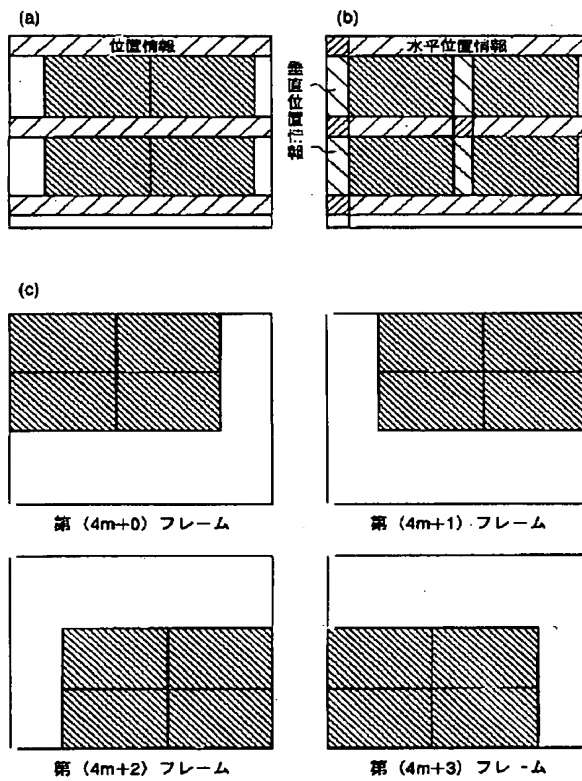 (a)
位置情報
(b)
水平位置情報
垂直位置情報
(c)
第（4m+0）フレーム
第（4m+1）フレーム
第（4m+2）フレーム
第（4m+3）フレーム